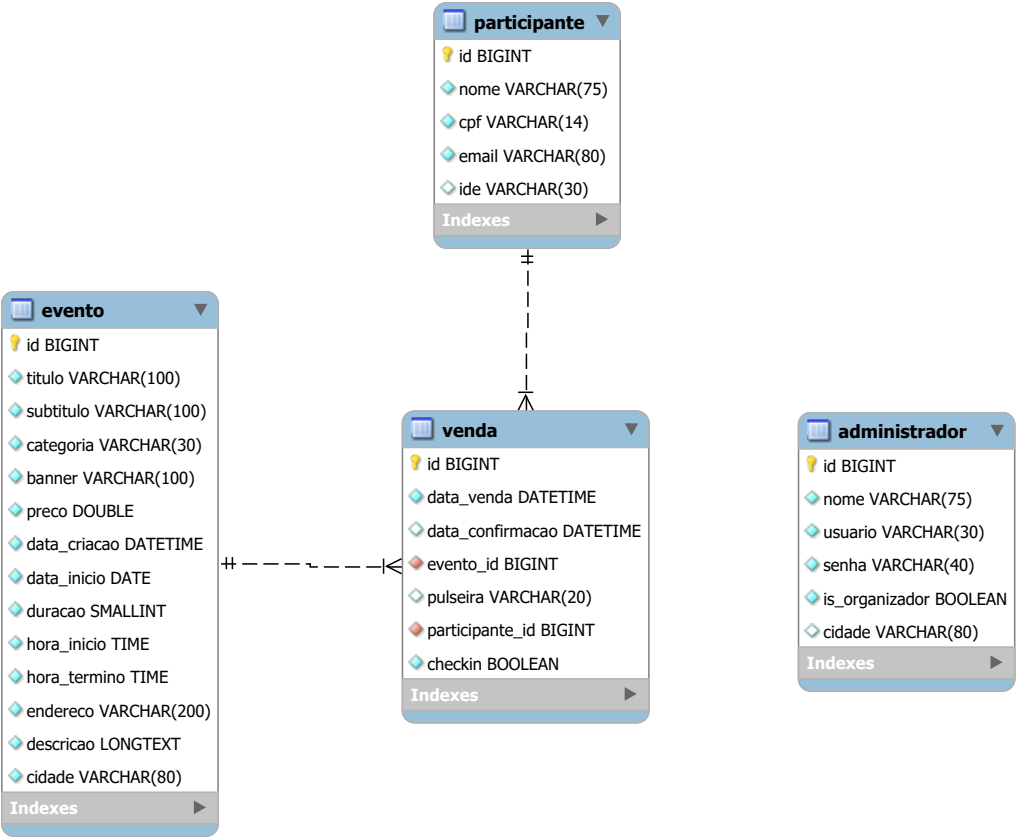 participante
id BIGINT
nome VARCHAR(75)
cpf VARCHAR(14)
email VARCHAR(80)
ide VARCHAR(30)
Indexes
evento
id BIGINT
titulo VARCHAR(100)
subtitulo VARCHAR(100)
categoria VARCHAR(30)
banner VARCHAR(100)
preco DOUBLE
data_criacao DATETIME
data_inicio DATE
duracao SMALLINT
hora_inicio TIME
hora_termino TIME
endereco VARCHAR(200)
descricao LONGTEXT
cidade VARCHAR(80)
Indexes
venda
id BIGINT
data_venda DATETIME
data_confirmacao DATETIME
evento_id BIGINT
pulseira VARCHAR(20)
participante_id BIGINT
checkin BOOLEAN
Indexes
administrador
id BIGINT
nome VARCHAR(75)
usuario VARCHAR(30)
senha VARCHAR(40)
is_organizador BOOLEAN
cidade VARCHAR(80)
Indexes